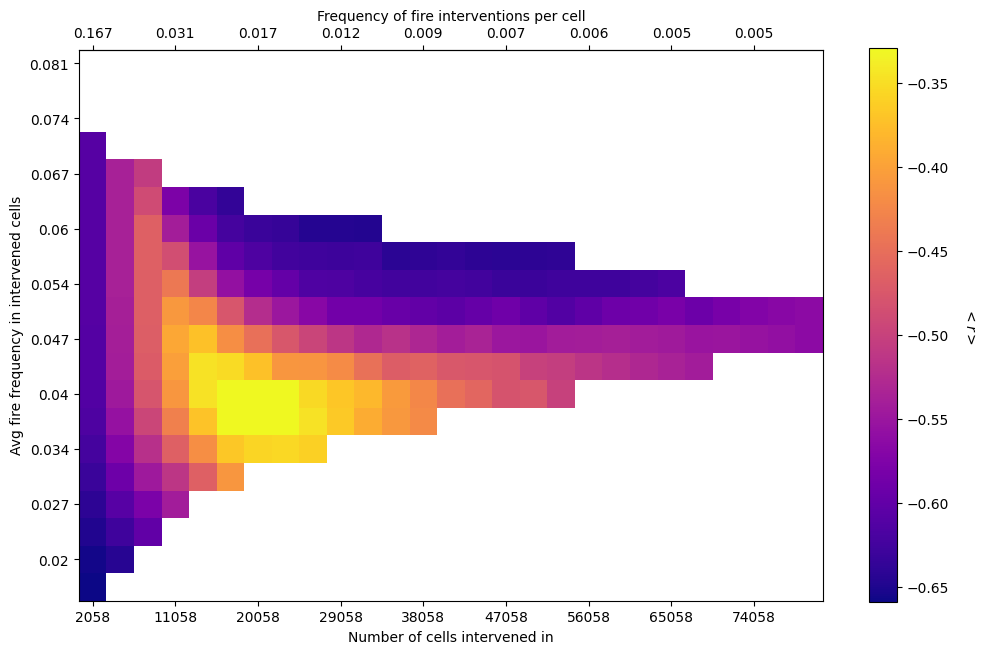 Frequency of fire interventions per cell
0.167 0.031 0.017 0.012 0.009 0.007 0.006 0.005 0.005
Avg fire frequency in intervened cells
0.081
0.074
0.067
0.06
0.054
0.047
0.04
0.034
0.027
0.02
2058 11058 20058 29058 38058 47058 56058 65058 74058
Number of cells intervened in
−0.35
−0.40
−0.45
−0.50
−0.55
−0.60
−0.65
< r >